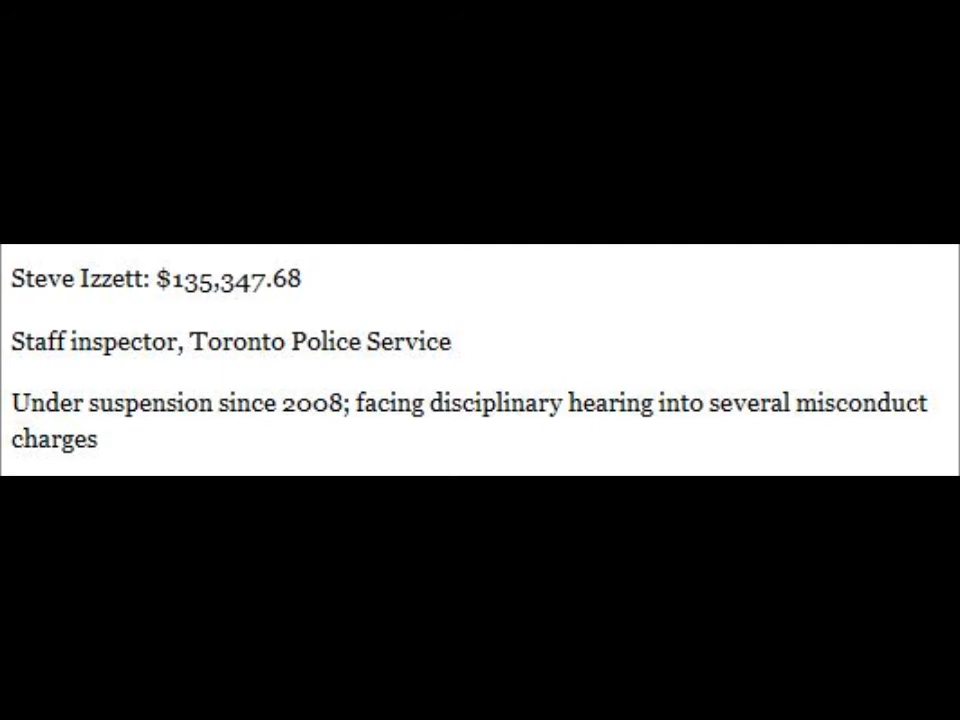 Steve Izzett: $135,347.68
Staff inspector, Toronto Police Service
Under suspension since 2008; facing disciplinary hearing into several misconduct
charges